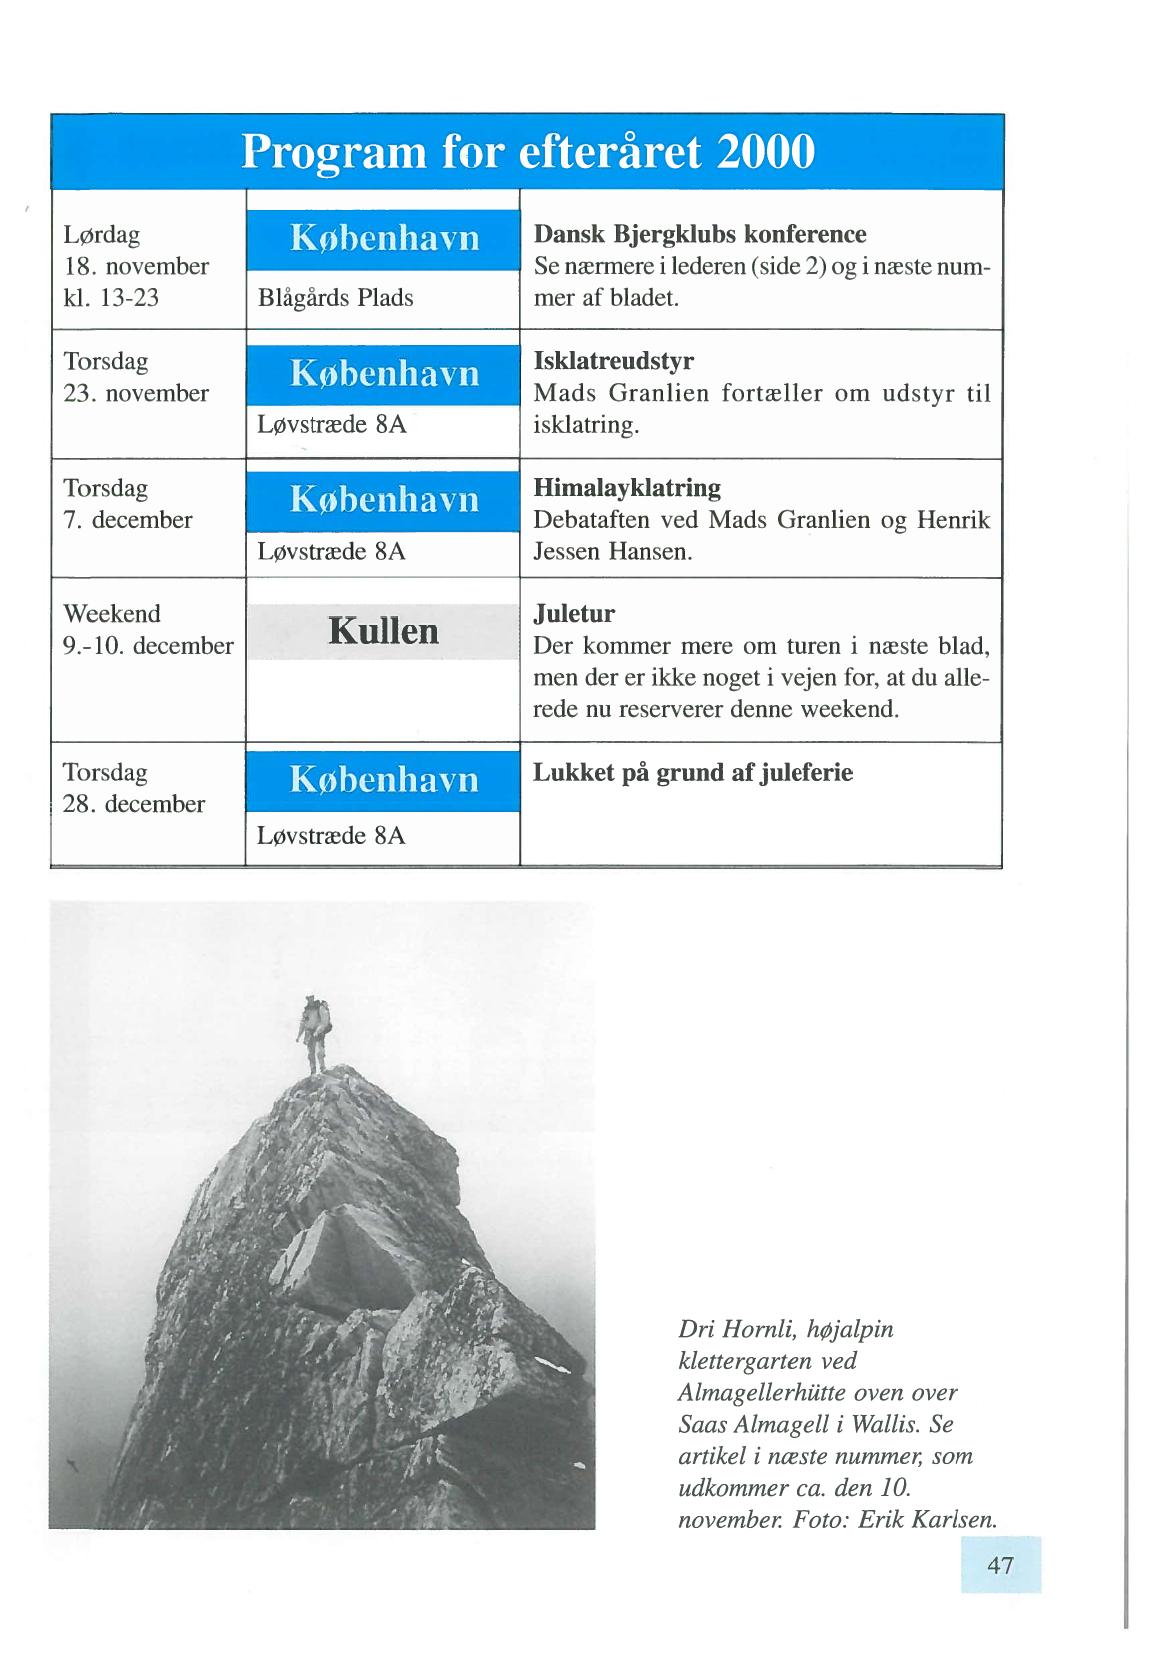 Program for efteråret 2000
Lørdag
18. november
kl. 13-23
København
Blågårds Plads
Dansk Bjergklubs konference
Se nærmere i lederen (side 2) og i næste num-
mer af bladet.
Torsdag
23. november
København
Løvstræde 8A
Isklatreudstyr
Mads Granlien fortæller om udstyr til
isklatring.
Torsdag
7. december
København
Løvstræde 8A
Himalayklatring
Debataften ved Mads Granlien og Henrik
Jessen Hansen.
Weekend
9.-10. december
Kullen
Juletur
Der kommer mere om turen i næste blad,
men der er ikke noget i vejen for, at du alle-
rede nu reserverer denne weekend.
Torsdag
28. december
København
Løvstræde 8A
Lukket på grund af juleferie
Dri Hornli, højalpin
klettergarten ved
Almagellerhütte oven over
Saas Almagell i Wallis. Se
artikel i næste nummer, som
udkommer ca. den 10.
november. Foto: Erik Karlsen.
47